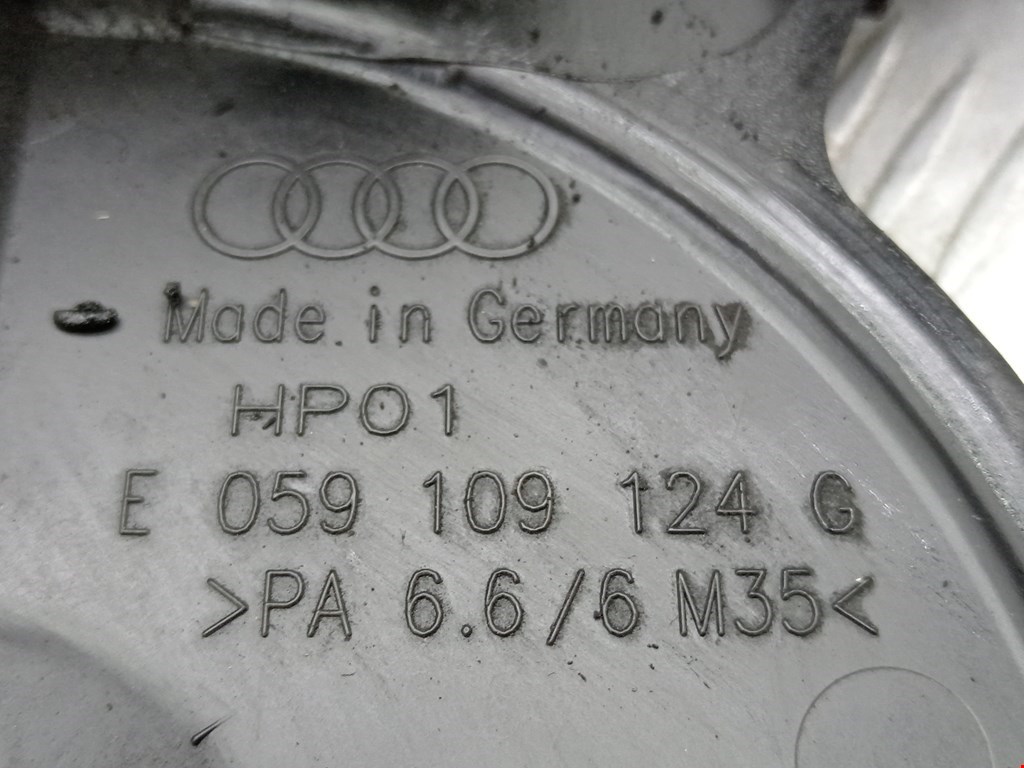 Made in Germany
HP01
E 059 109 124 G
>PA 6.6/6 M35<